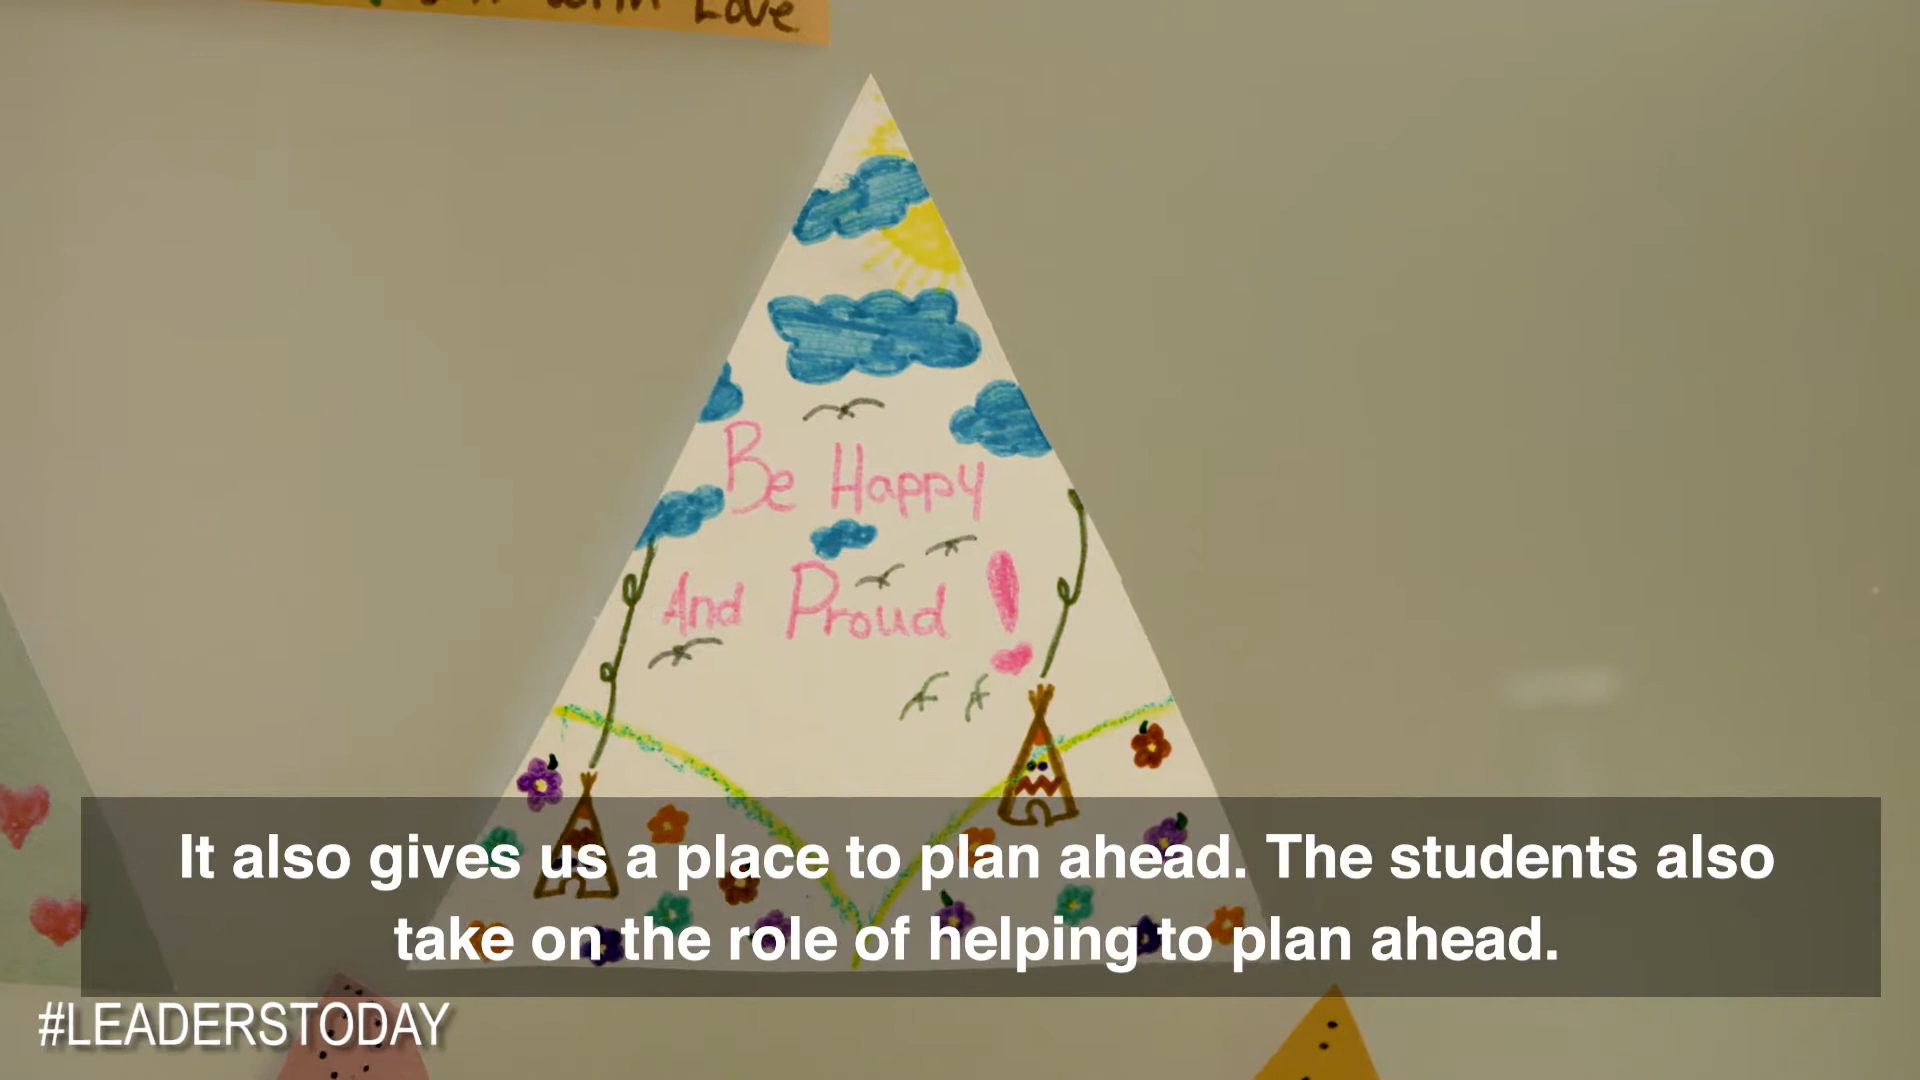 with Love
Be Happy
And Proud!
It also gives us a place to plan ahead. The students also
take on the role of helping to plan ahead.
#LEADERSTODAY